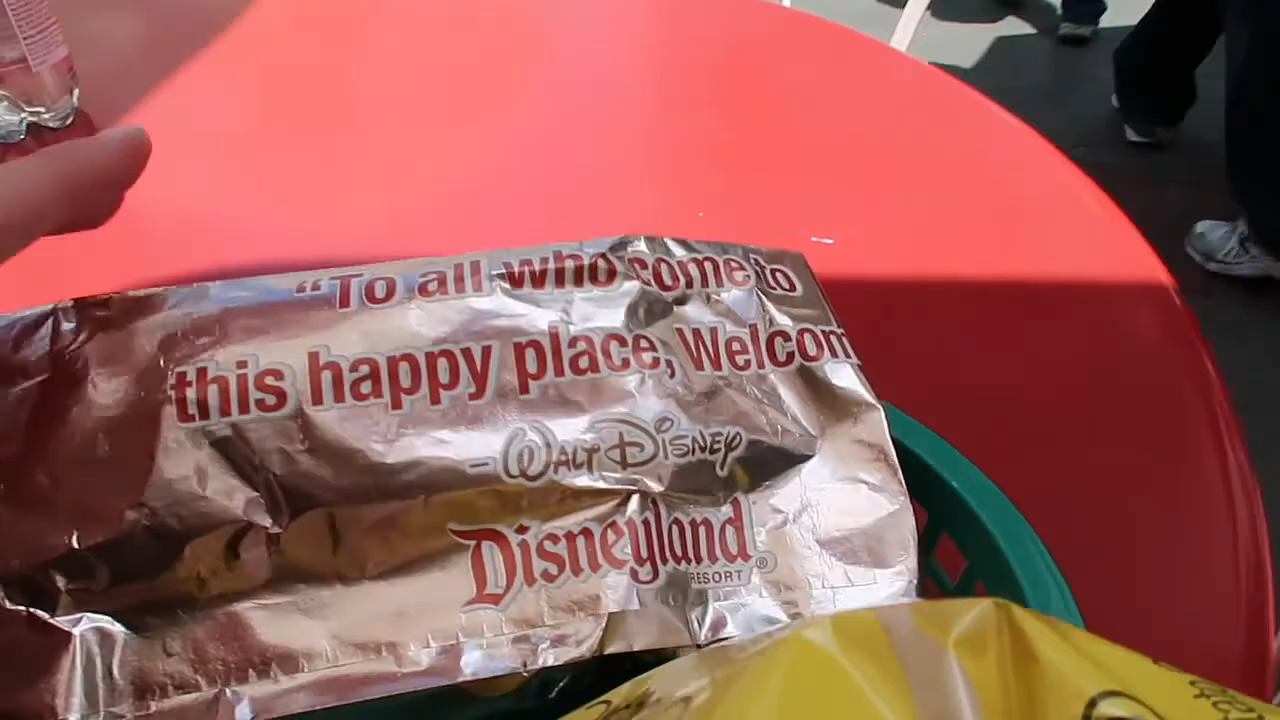 “To all who come to
this happy place, Welcom
-WALT DISNEY
Disneyland
RESORT®